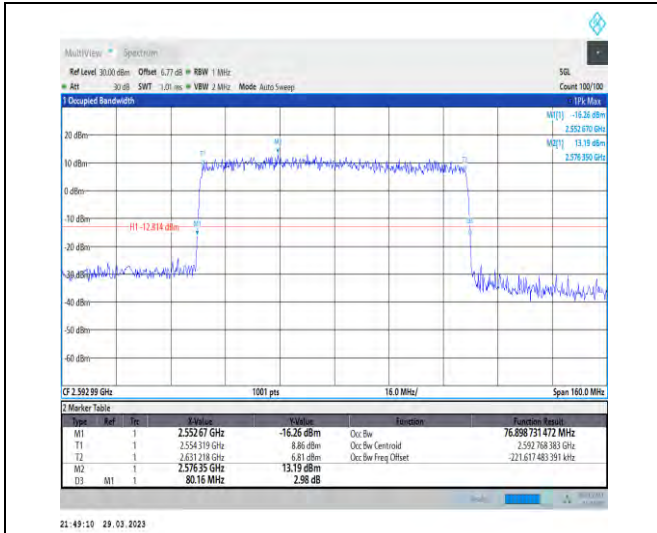 MultiView Spectrum
Ref Level 30.00 dBm Offset 6.77 dB RBW 1 MHz SGL
Att 30 dB SWT 1.01 ms VBW 2 MHz Mode Auto Sweep Count 100/100
1 Occupied Bandwidth 1Pk Max
M1[1] -16.26 dBm
2.552 670 GHz
M2[1] 13.19 dBm
2.576 350 GHz
20 dBm
10 dBm
0 dBm
-10 dBm
H1 -12.814 dBm
-30 dBm
-40 dBm
-50 dBm
-60 dBm
CF 2.592 99 GHz 1001 pts 16.0 MHz/ Span 160.0 MHz
2 Marker Table
Type Ref Trc X-Value Y-Value Function Function Result
M1 1 2.552 67 GHz -16.26 dBm Occ Bw 76.898 731 472 MHz
T1 1 2.554 319 GHz 8.86 dBm Occ Bw Centroid 2.592 768 383 GHz
T2 1 2.631 218 GHz 6.81 dBm Occ Bw Freq Offset -221.617 483 391 kHz
M2 1 2.576 35 GHz 13.19 dBm
D3 M1 1 80.16 MHz 2.98 dB
21:49:10 29.03.2023